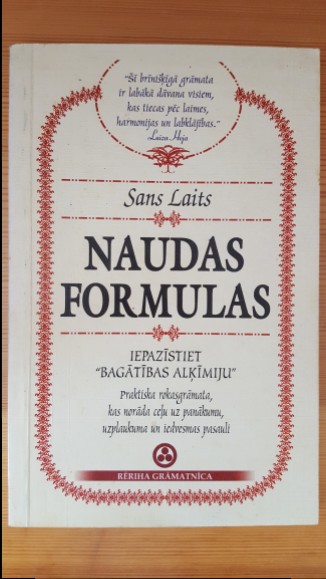 "Šī brīnišķīgā grāmata
ir labākā dāvana visiem,
kas tiecas pēc laimes,
harmonijas un labklājības."
Luīze Heja
Sans Laits
NAUDAS
FORMULAS
IEPAZĪSTIET
"BAGĀTĪBAS ALĶĪMIJU"
Praktiska rokasgrāmata,
kas norāda ceļu uz panākumu,
uzplaukuma un iedvesmas pasauli
RĒRIHA GRĀMATNĪCA